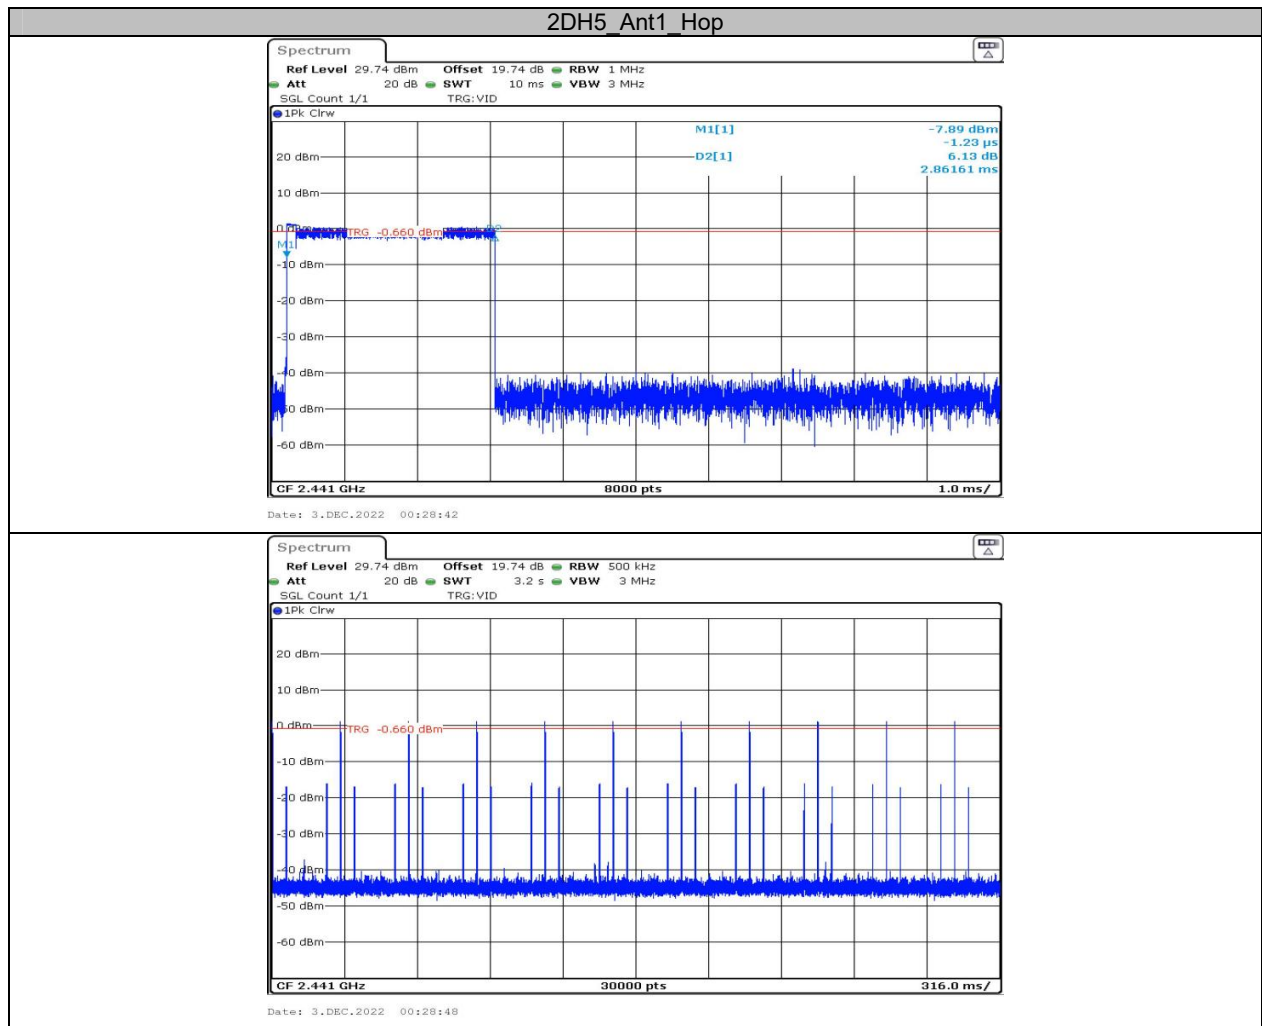 2DH5_Ant1_Hop
Spectrum
Ref Level 29.74 dBm Offset 19.74 dB RBW 1 MHz
Att 20 dB SWT 10 ms VBW 3 MHz
SGL Count 1/1 TRG:VID
1Pk Clrw
M1[1] -7.89 dBm
-1.23 µs
20 dBm D2[1] 6.13 dB
2.86161 ms
10 dBm
0 dBm
TRG -0.660 dBm
M1
-10 dBm
-20 dBm
-30 dBm
-40 dBm
-50 dBm
-60 dBm
CF 2.441 GHz 8000 pts 1.0 ms/
Date: 3.DEC.2022 00:28:42
Spectrum
Ref Level 29.74 dBm Offset 19.74 dB RBW 500 kHz
Att 20 dB SWT 3.2 s VBW 3 MHz
SGL Count 1/1 TRG:VID
1Pk Clrw
20 dBm
10 dBm
0 dBm
TRG -0.660 dBm
-10 dBm
-20 dBm
-30 dBm
-40 dBm
-50 dBm
-60 dBm
CF 2.441 GHz 30000 pts 316.0 ms/
Date: 3.DEC.2022 00:28:48